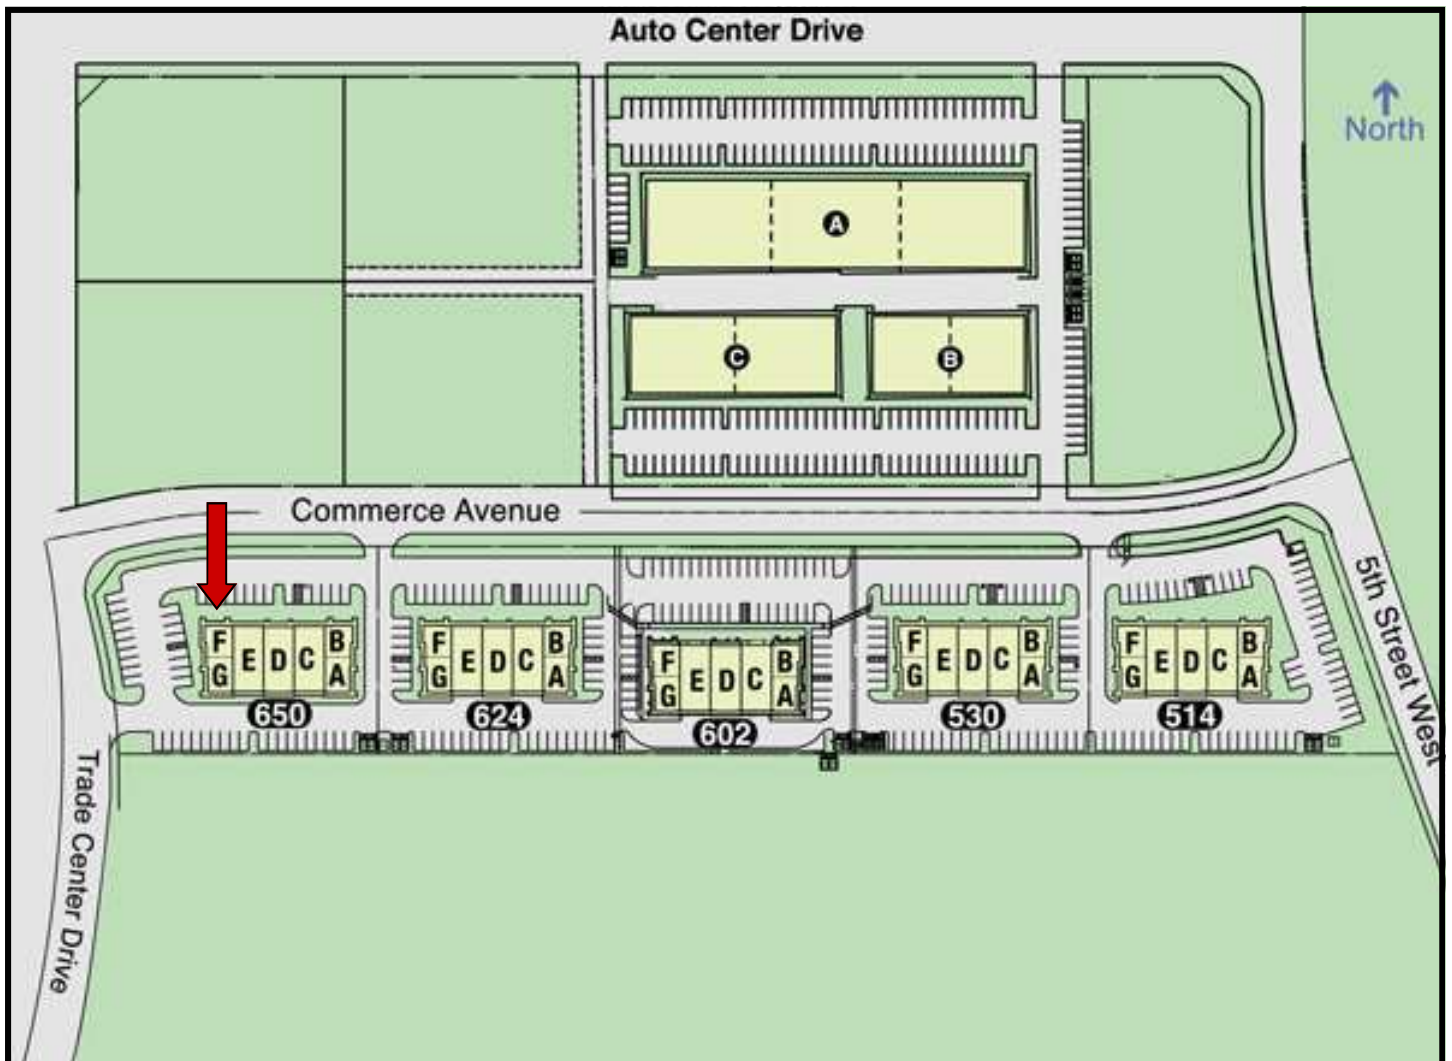 Auto Center Drive
North
A
C
B
Commerce Avenue
5th Street West
F
G
E D C
B
A
650
F
G
E D C
B
A
624
F
G
E D C
B
A
602
F
G
E D C
B
A
530
F
G
E D C
B
A
514
Trade Center Drive